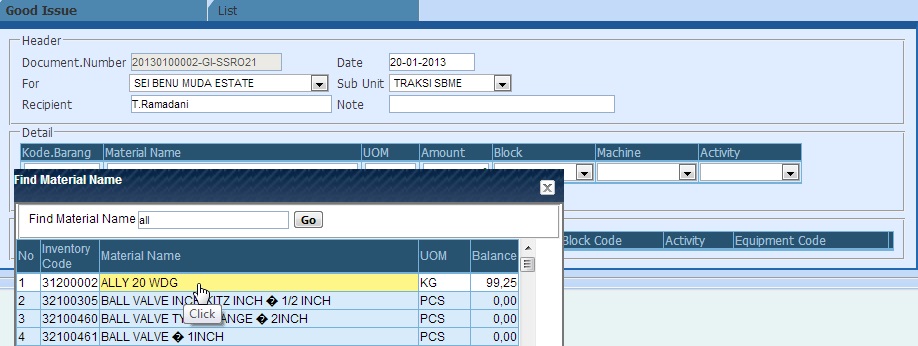 Good Issue List
Header
Document.Number 20130100002-GI-SSRO21 Date 20-01-2013
For SEI BENU MUDA ESTATE Sub Unit TRAKSI SBME
Recipient T.Ramadani Note
Detail
Kode.Barang Material Name UOM Amount Block Machine Activity
Find Material Name
Find Material Name all Go
Block Code Activity Equipment Code
No Inventory Code Material Name UOM Balance
1 31200002 ALLY 20 WDG KG 99,25
2 32100305 BALL VALVE INCH KITZ INCH � 1/2 INCH PCS 0,00
3 32100460 BALL VALVE TY ANGE � 2INCH PCS 0,00
Click
4 32100461 BALL VALVE � 1INCH PCS 0,00